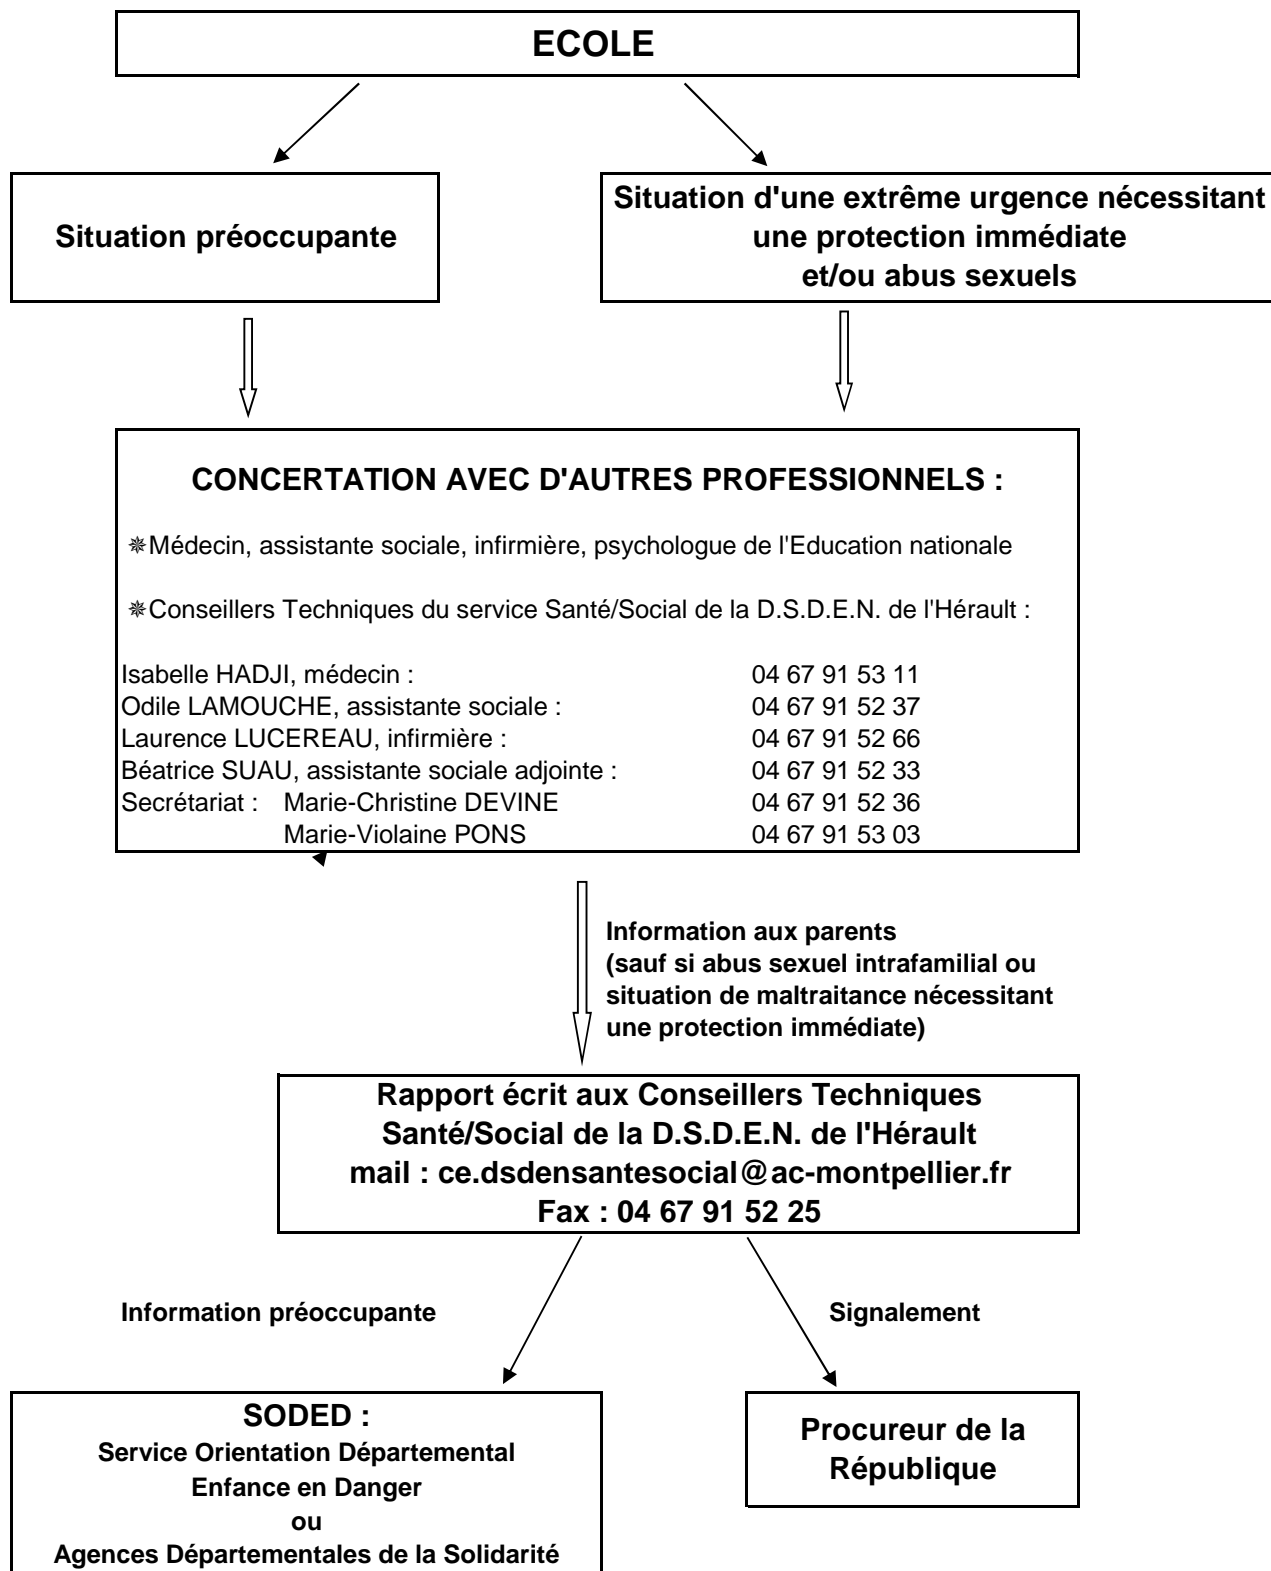 ECOLE
Situation préoccupante
Situation d'une extrême urgence nécessitant
une protection immédiate
et/ou abus sexuels
CONCERTATION AVEC D'AUTRES PROFESSIONNELS :
✵Médecin, assistante sociale, infirmière, psychologue de l'Education nationale
✵Conseillers Techniques du service Santé/Social de la D.S.D.E.N. de l'Hérault :
Isabelle HADJI, médecin : 04 67 91 53 11
Odile LAMOUCHE, assistante sociale : 04 67 91 52 37
Laurence LUCEREAU, infirmière : 04 67 91 52 66
Béatrice SUAU, assistante sociale adjointe : 04 67 91 52 33
Secrétariat : Marie-Christine DEVINE 04 67 91 52 36
Marie-Violaine PONS 04 67 91 53 03
Information aux parents
(sauf si abus sexuel intrafamilial ou
situation de maltraitance nécessitant
une protection immédiate)
Rapport écrit aux Conseillers Techniques
Santé/Social de la D.S.D.E.N. de l'Hérault
mail : ce.dsdensantesocial@ac-montpellier.fr
Fax : 04 67 91 52 25
Information préoccupante
Signalement
SODED :
Service Orientation Départemental
Enfance en Danger
ou
Agences Départementales de la Solidarité
Procureur de la
République